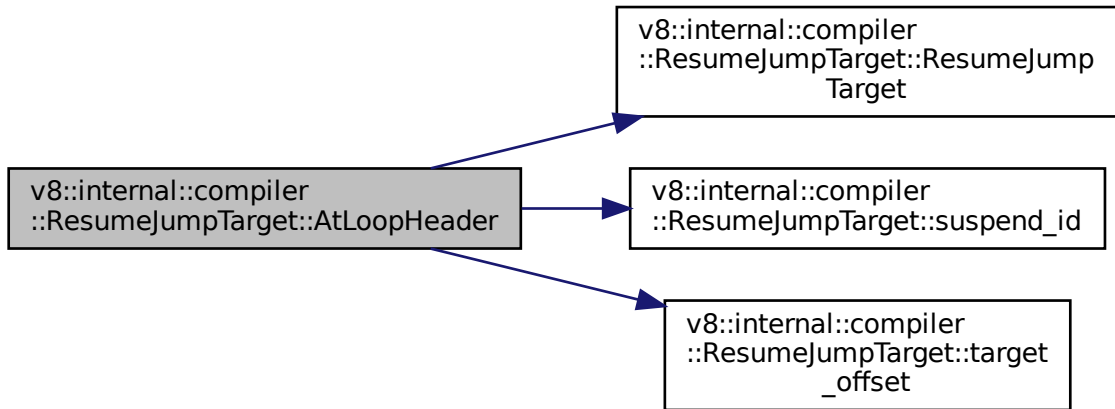 v8::internal::compiler
::ResumeJumpTarget::ResumeJump
Target
v8::internal::compiler
::ResumeJumpTarget::AtLoopHeader
v8::internal::compiler
::ResumeJumpTarget::suspend_id
v8::internal::compiler
::ResumeJumpTarget::target
_offset